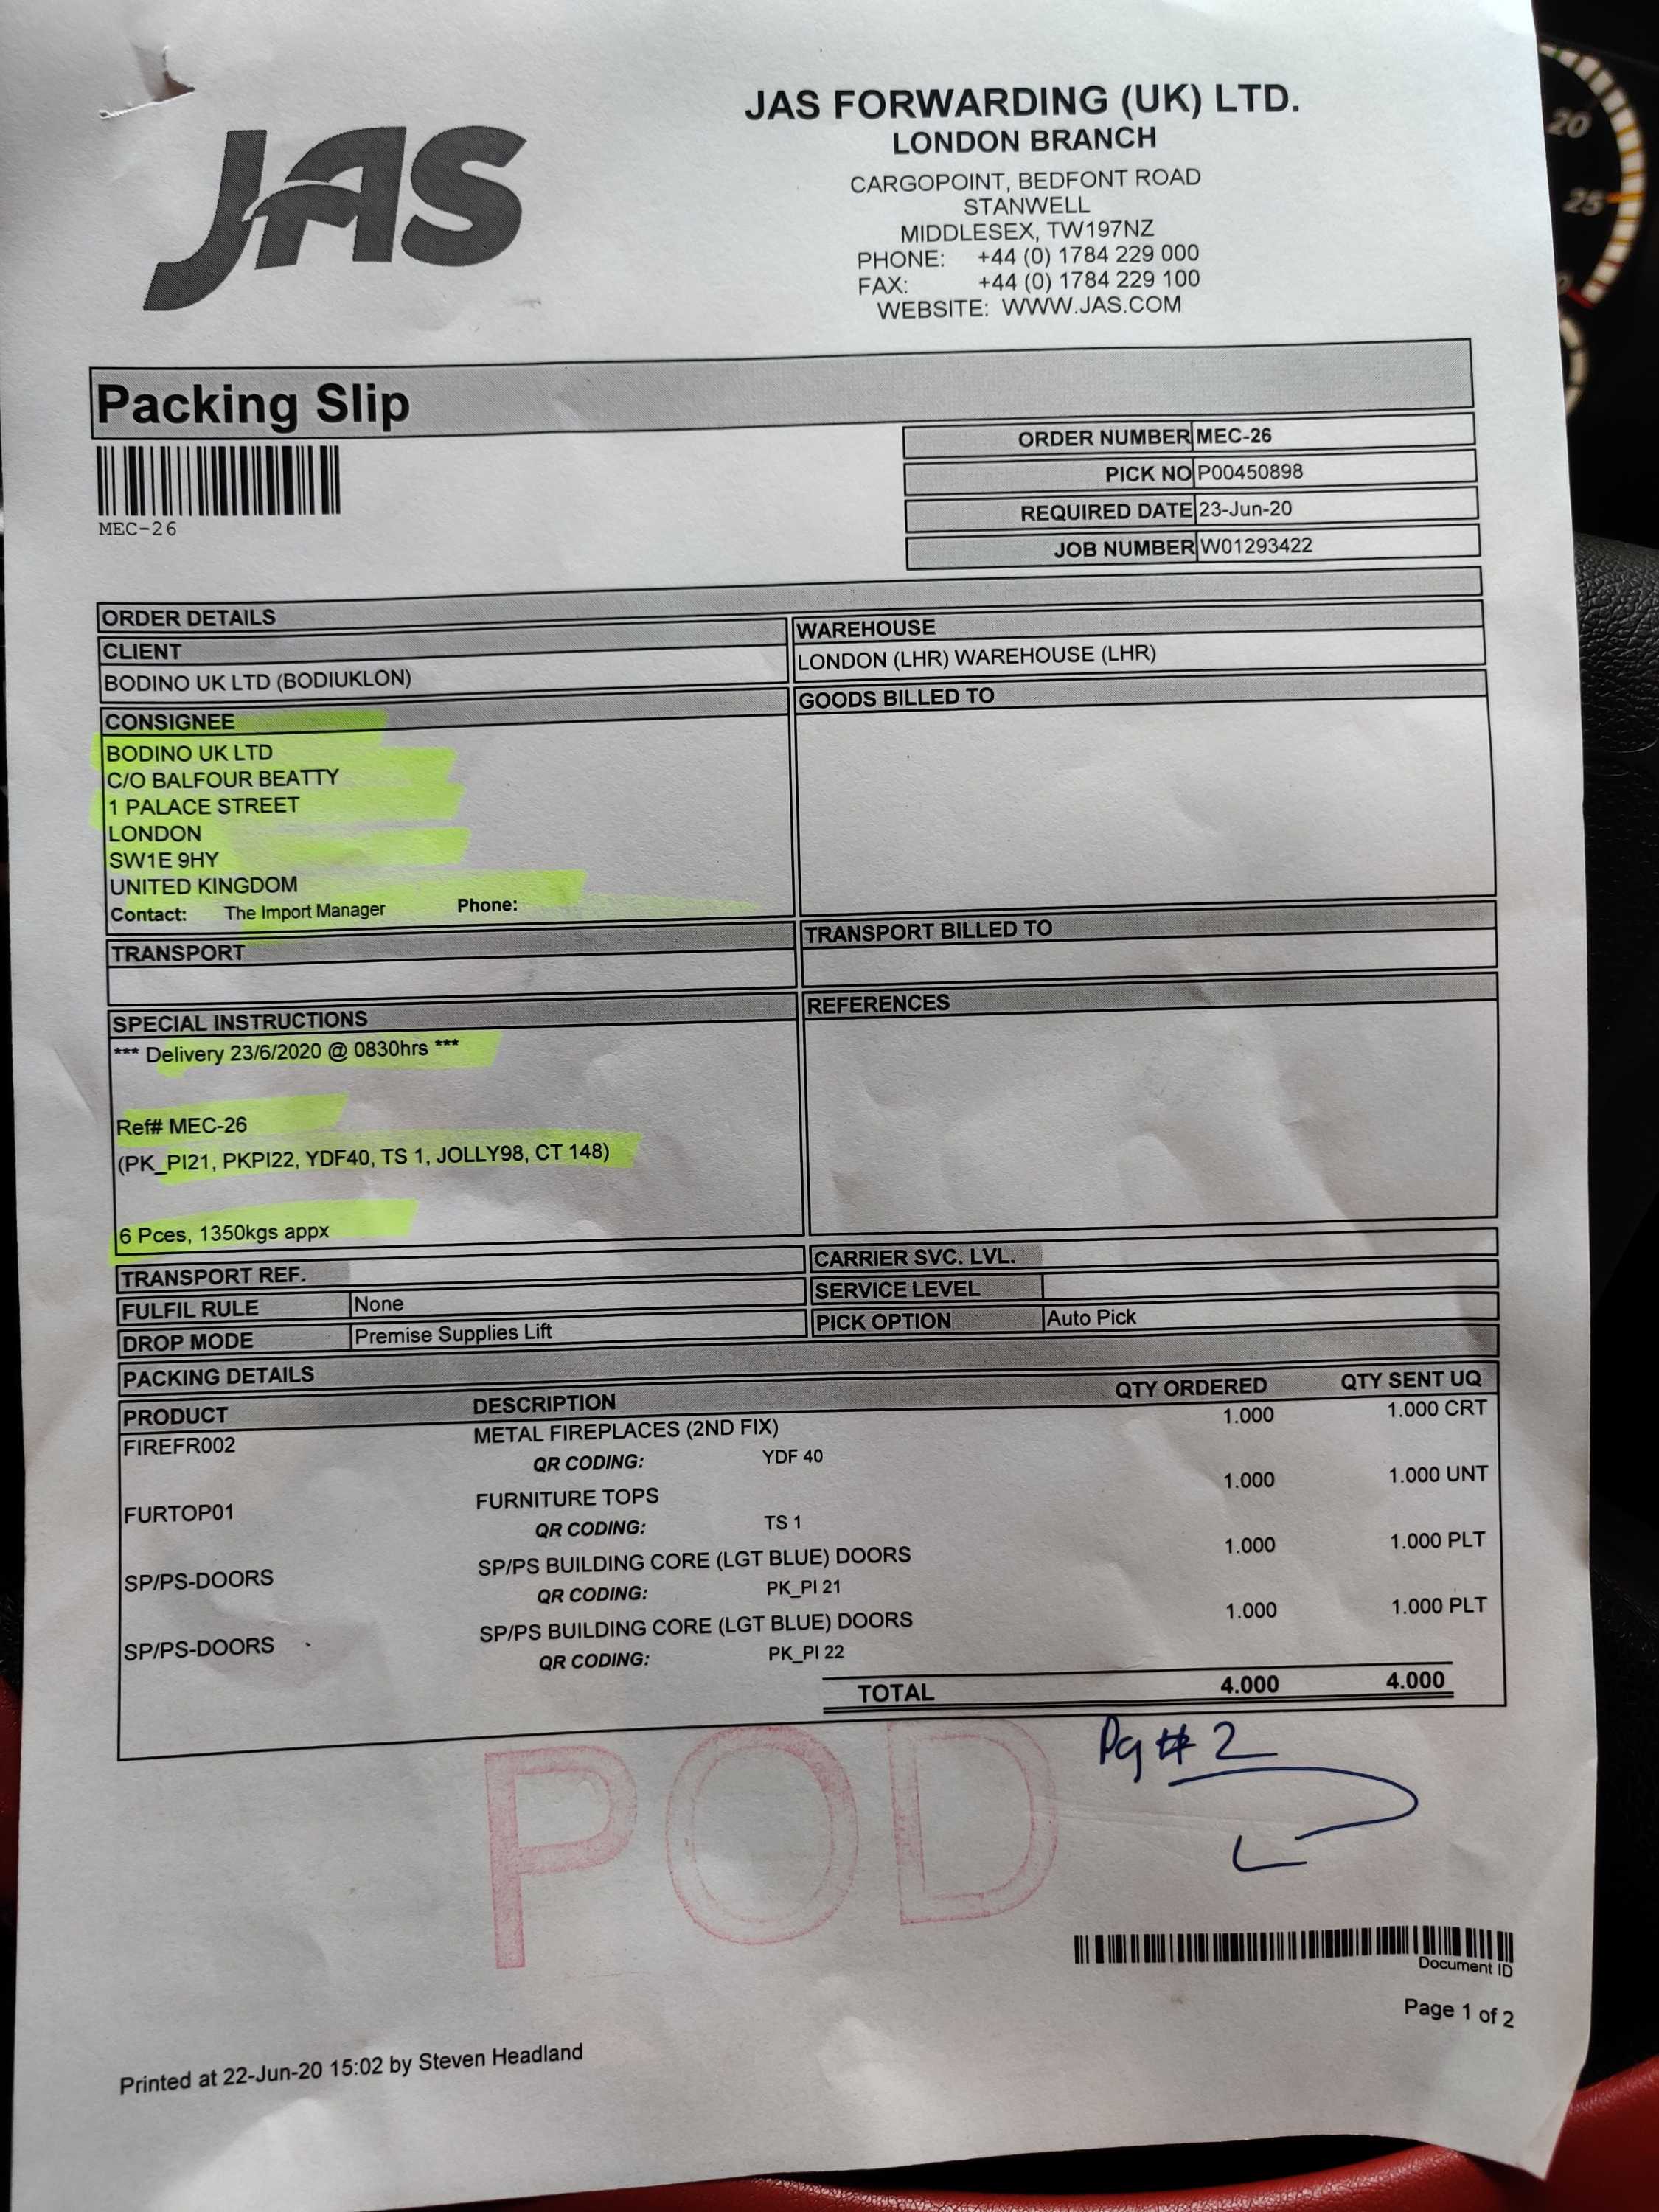 JAS
JAS FORWARDING (UK) LTD.
LONDON BRANCH
CARGOPOINT, BEDFONT ROAD
STANWELL
MIDDLESEX, TW197NZ
PHONE: +44 (0) 1784 229 000
FAX: +44 (0) 1784 229 100
WEBSITE: WWW.JAS.COM
20
25
Packing Slip
MEC-26
ORDER NUMBER MEC-26
PICK NO P00450898
REQUIRED DATE 23-Jun-20
JOB NUMBER W01293422
ORDER DETAILS
CLIENT
BODINO UK LTD (BODIUKLON)
WAREHOUSE
LONDON (LHR) WAREHOUSE (LHR)
CONSIGNEE
BODINO UK LTD
C/O BALFOUR BEATTY
1 PALACE STREET
LONDON
SW1E 9HY
UNITED KINGDOM
Contact: The Import Manager Phone:
GOODS BILLED TO
TRANSPORT
TRANSPORT BILLED TO
SPECIAL INSTRUCTIONS
*** Delivery 23/6/2020 @ 0830hrs ***
Ref# MEC-26
(PK_PI21, PKPI22, YDF40, TS 1, JOLLY98, CT 148)
6 Pces, 1350kgs appx
REFERENCES
TRANSPORT REF.
CARRIER SVC. LVL.
FULFIL RULE None
SERVICE LEVEL
DROP MODE Premise Supplies Lift
PICK OPTION Auto Pick
PACKING DETAILS
PRODUCT DESCRIPTION QTY ORDERED QTY SENT UQ
FIREFR002 METAL FIREPLACES (2ND FIX) 1.000 1.000 CRT
QR CODING: YDF 40
FURTOP01 FURNITURE TOPS 1.000 1.000 UNT
QR CODING: TS 1
SP/PS-DOORS SP/PS BUILDING CORE (LGT BLUE) DOORS 1.000 1.000 PLT
QR CODING: PK_PI 21
SP/PS-DOORS SP/PS BUILDING CORE (LGT BLUE) DOORS 1.000 1.000 PLT
QR CODING: PK_PI 22
TOTAL 4.000 4.000
Pg # 2
POD
Document ID
Page 1 of 2
Printed at 22-Jun-20 15:02 by Steven Headland